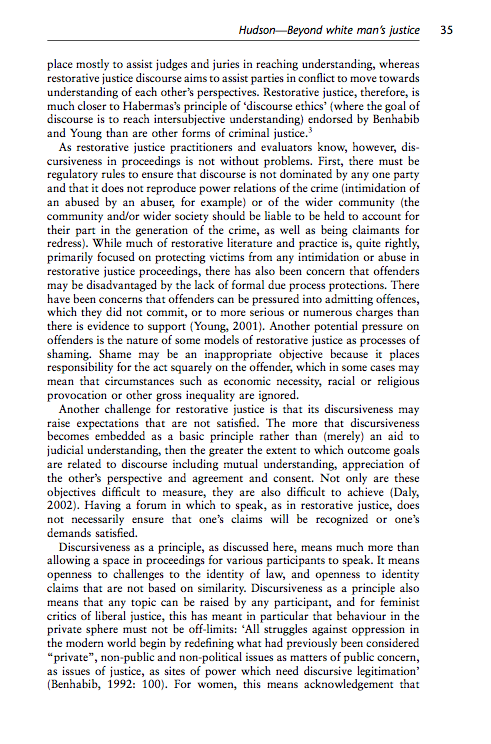 Hudson—Beyond white man's justice 35
place mostly to assist judges and juries in reaching understanding, whereas
restorative justice discourse aims to assist parties in conflict to move towards
understanding of each other's perspectives. Restorative justice, therefore, is
much closer to Habermas's principle of 'discourse ethics' (where the goal of
discourse is to reach intersubjective understanding) endorsed by Benhabib
and Young than are other forms of criminal justice.3
As restorative justice practitioners and evaluators know, however, dis-
cursiveness in proceedings is not without problems. First, there must be
regulatory rules to ensure that discourse is not dominated by any one party
and that it does not reproduce power relations of the crime (intimidation of
an abused by an abuser, for example) or of the wider community (the
community and/or wider society should be liable to be held to account for
their part in the generation of the crime, as well as being claimants for
redress). While much of restorative literature and practice is, quite rightly,
primarily focused on protecting victims from any intimidation or abuse in
restorative justice proceedings, there has also been concern that offenders
may be disadvantaged by the lack of formal due process protections. There
have been concerns that offenders can be pressured into admitting offences,
which they did not commit, or to more serious or numerous charges than
there is evidence to support (Young, 2001). Another potential pressure on
offenders is the nature of some models of restorative justice as processes of
shaming. Shame may be an inappropriate objective because it places
responsibility for the act squarely on the offender, which in some cases may
mean that circumstances such as economic necessity, racial or religious
provocation or other gross inequality are ignored.
Another challenge for restorative justice is that its discursiveness may
raise expectations that are not satisfied. The more that discursiveness
becomes embedded as a basic principle rather than (merely) an aid to
judicial understanding, then the greater the extent to which outcome goals
are related to discourse including mutual understanding, appreciation of
the other's perspective and agreement and consent. Not only are these
objectives difficult to measure, they are also difficult to achieve (Daly,
2002). Having a forum in which to speak, as in restorative justice, does
not necessarily ensure that one's claims will be recognized or one's
demands satisfied.
Discursiveness as a principle, as discussed here, means much more than
allowing a space in proceedings for various participants to speak. It means
openness to challenges to the identity of law, and openness to identity
claims that are not based on similarity. Discursiveness as a principle also
means that any topic can be raised by any participant, and for feminist
critics of liberal justice, this has meant in particular that behaviour in the
private sphere must not be off-limits: 'All struggles against oppression in
the modern world begin by redefining what had previously been considered
"private", non-public and non-political issues as matters of public concern,
as issues of justice, as sites of power which need discursive legitimation'
(Benhabib, 1992: 100). For women, this means acknowledgement that